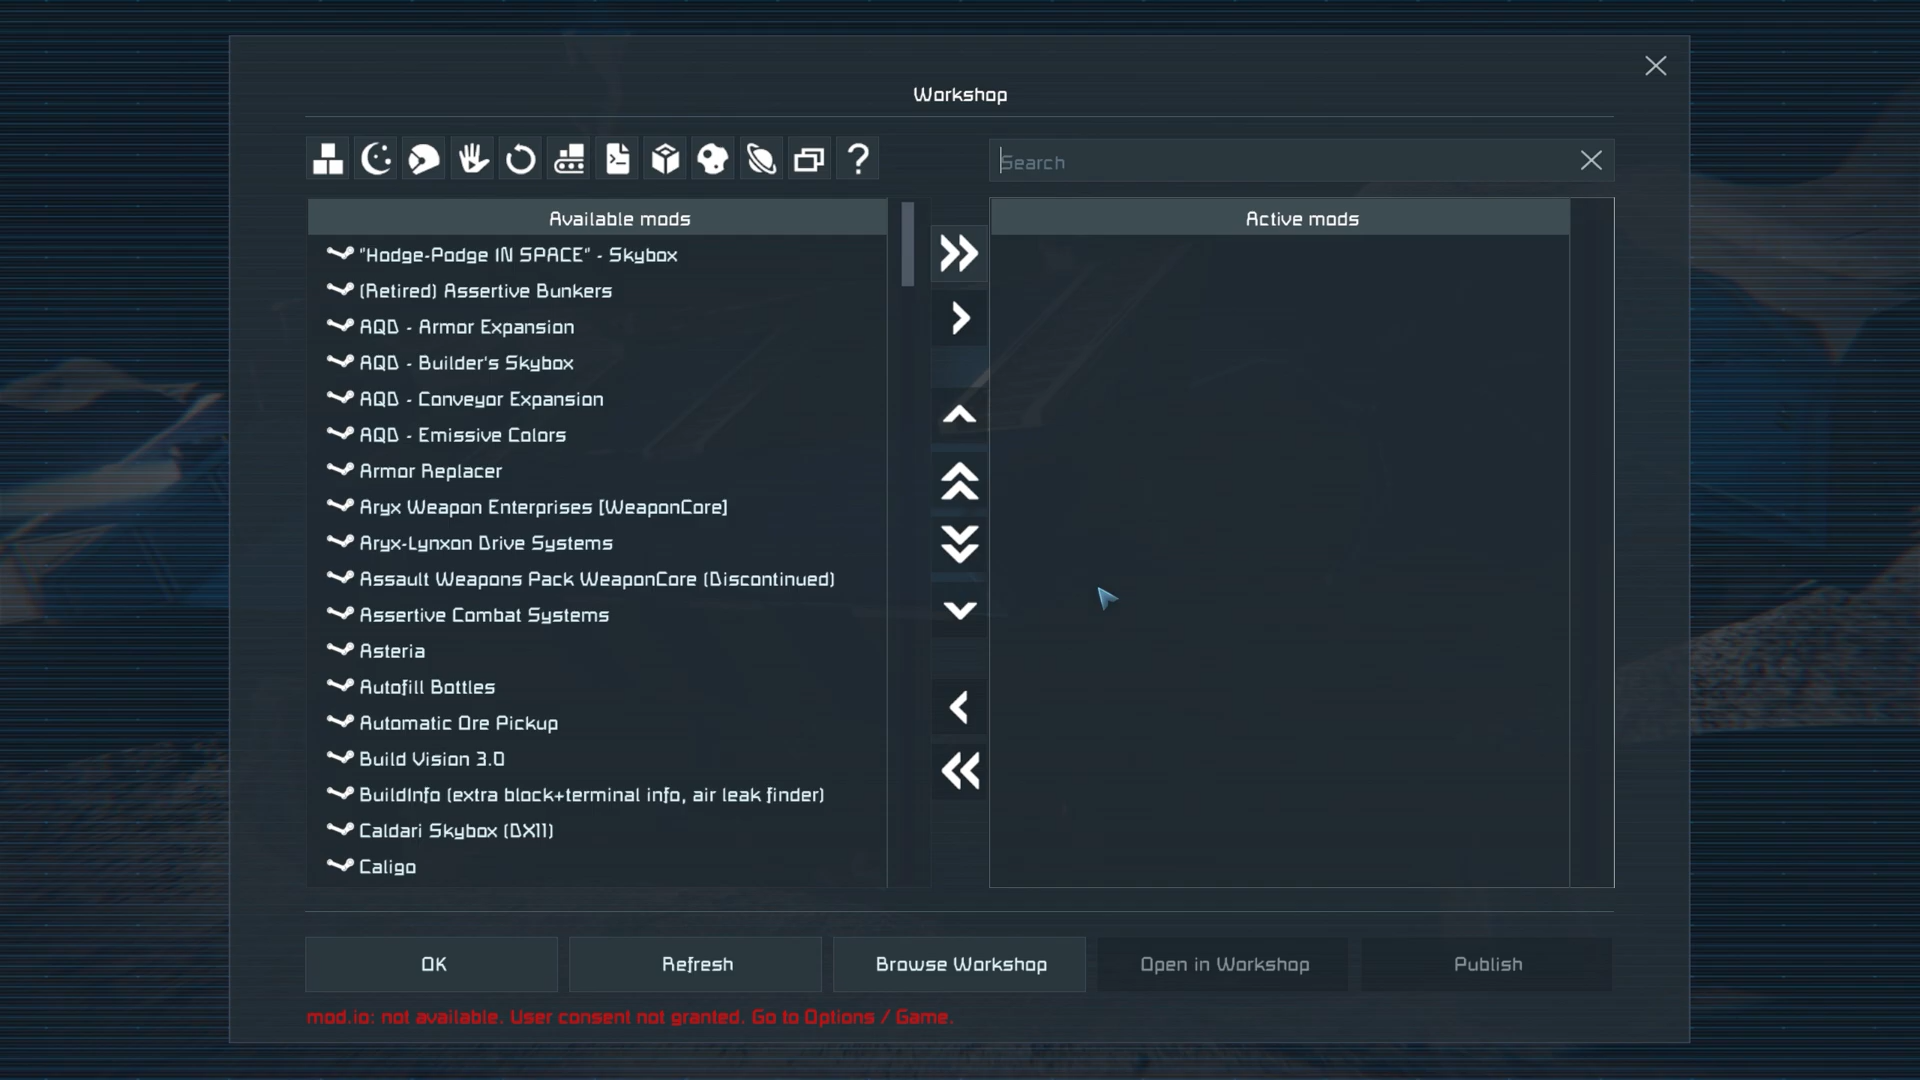 Workshop
Search
Available mods
"Hodge-Podge IN SPACE" - Skybox
(Retired) Assertive Bunkers
AQD - Armor Expansion
AQD - Builder's Skybox
AQD - Conveyor Expansion
AQD - Emissive Colors
Armor Replacer
Aryx Weapon Enterprises [WeaponCore]
Aryx-Lynxon Drive Systems
Assault Weapons Pack WeaponCore (Discontinued)
Assertive Combat Systems
Asteria
Autofill Bottles
Automatic Ore Pickup
Build Vision 3.0
BuildInfo (extra block+terminal info, air leak finder)
Caldari Skybox (DX11)
Caligo
Active mods
OK
Refresh
Browse Workshop
Open in Workshop
Publish
mod.io: not available. User consent not granted. Go to Options / Game.